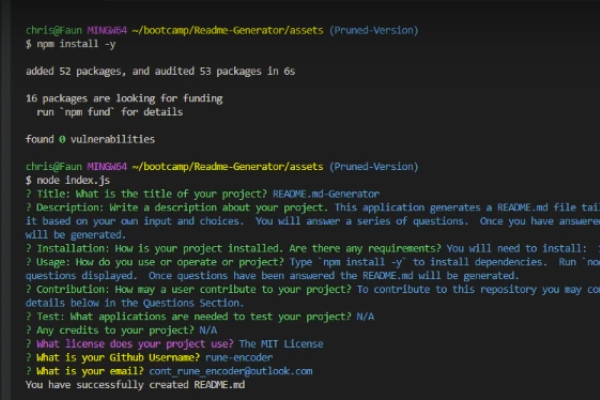 chris@Faun MINGW64 ~/bootcamp/Readme-Generator/assets (Pruned-Version)
$ npm install -y
added 52 packages, and audited 53 packages in 6s
16 packages are looking for funding
run `npm fund` for details
found 0 vulnerabilities
chris@Faun MINGW64 ~/bootcamp/Readme-Generator/assets (Pruned-Version)
$ node index.js
? Title: What is the title of your project? README.md-Generator
? Description: Write a description about your project. This application generates a README.md file tail
it based on your own input and choices. You will answer a series of questions. Once you have answered
will be generated.
? Installation: How is your project installed. Are there any requirements? You will need to install:
? Usage: How do you use or operate or project? Type `npm install -y` to install dependencies. Run `no
questions displayed. Once questions have been answered the README.md will be generated.
? Contribution: How may a user contribute to your project? To contribute to this repository you may co
details below in the Questions Section.
? Test: What applications are needed to test your project? N/A
? Any credits to your project? N/A
? What license does your project use? The MIT License
? What is your Github Username? rune-encoder
? What is your email? cont_rune_encoder@outlook.com
You have successfully created README.md